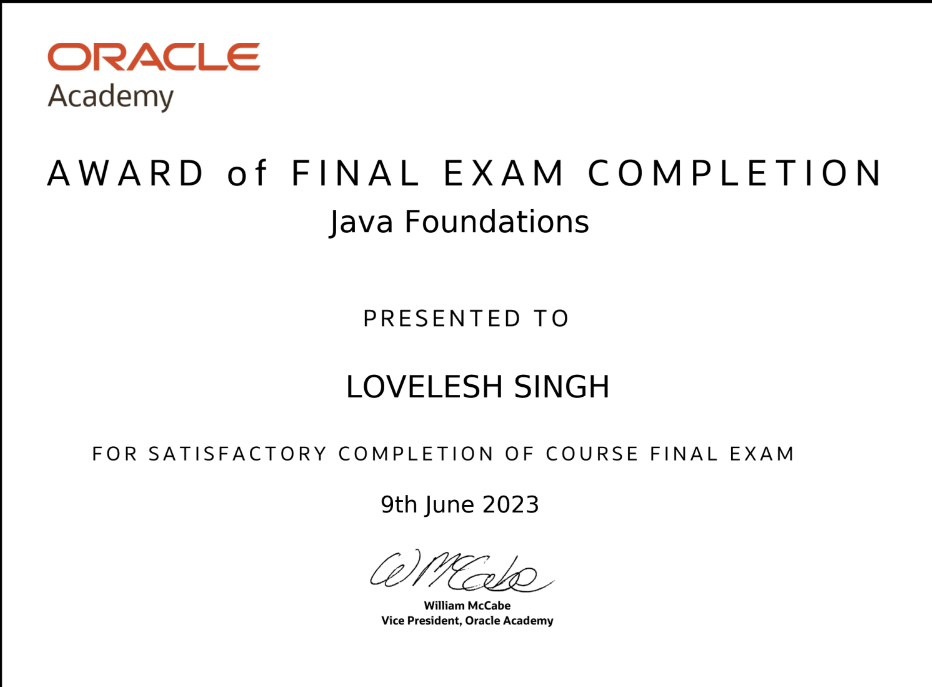 ORACLE
Academy
AWARD of FINAL EXAM COMPLETION
Java Foundations
PRESENTED TO
LOVELESH SINGH
FOR SATISFACTORY COMPLETION OF COURSE FINAL EXAM
9th June 2023
W McCabe
William McCabe
Vice President, Oracle Academy